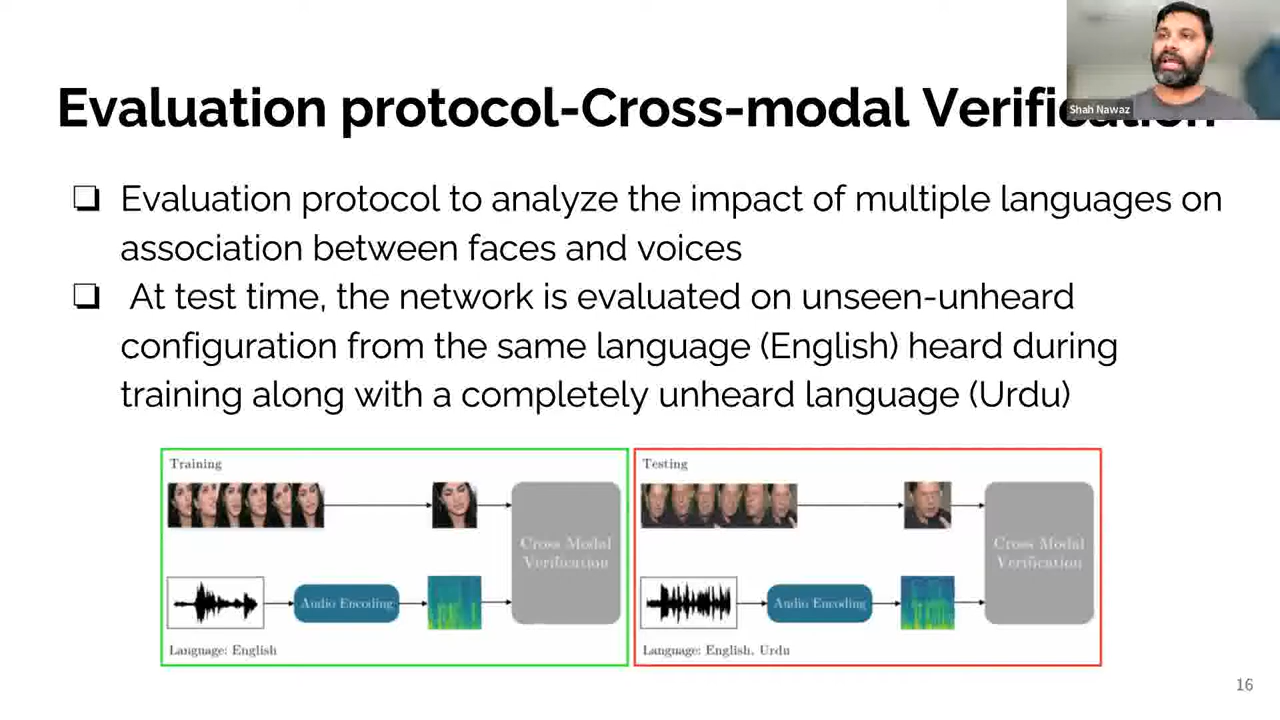 Shah Nawaz
Evaluation protocol-Cross-modal Verification
❏ Evaluation protocol to analyze the impact of multiple languages on
association between faces and voices
❏ At test time, the network is evaluated on unseen-unheard
configuration from the same language (English) heard during
training along with a completely unheard language (Urdu)
Training
Cross Modal
Verification
Audio Encoding
Language: English
Testing
Cross Modal
Verification
Audio Encoding
Language: English, Urdu
16